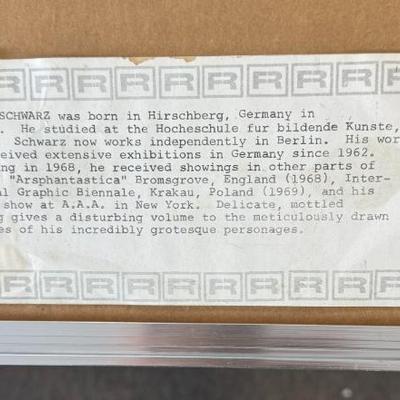 R R R R R R R R R
SCHWARZ was born in Hirschberg, Germany in
. He studied at the Hocheschule fur bildende Kunste,
Schwarz now works independently in Berlin. His wor
eived extensive exhibitions in Germany since 1962.
ng in 1968, he received showings in other parts of
"Arsphantastica" Bromsgrove, England (1968), Inter-
al Graphic Biennale, Krakau, Poland (1969), and his
show at A.A.A. in New York. Delicate, mottled
g gives a disturbing volume to the meticulously drawn
es of his incredibly grotesque personages.
R R R R R R R R R